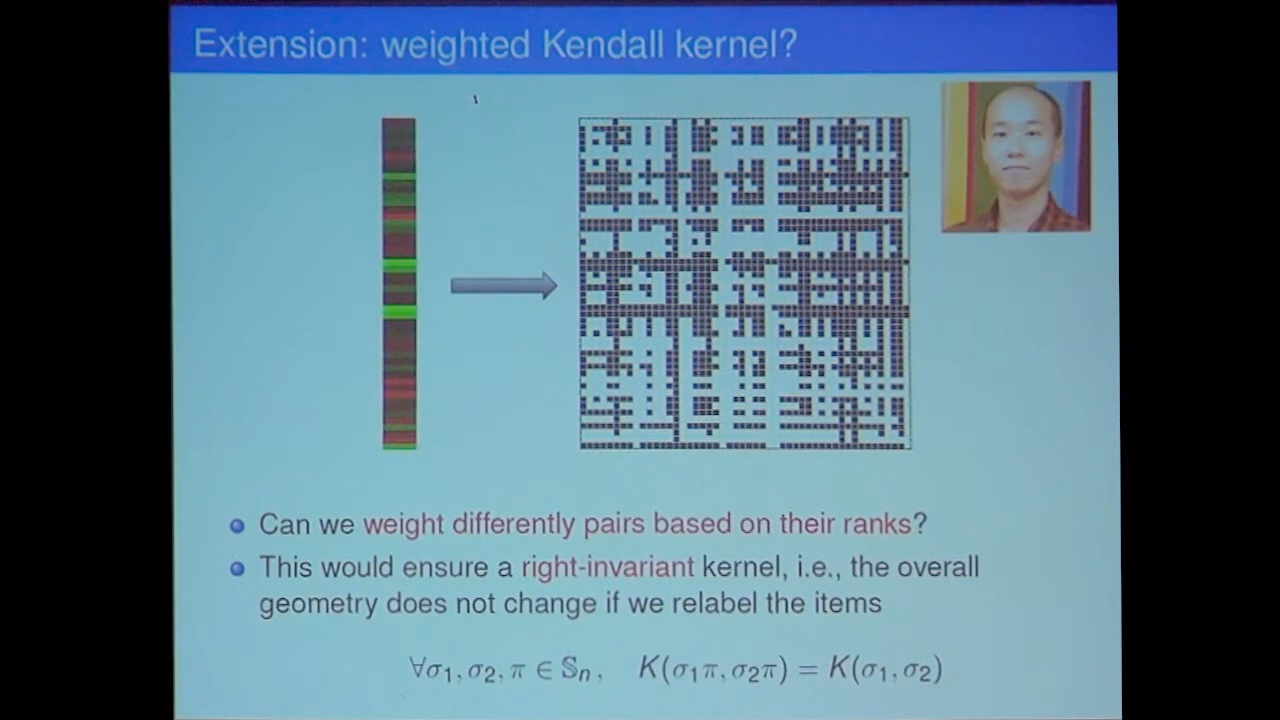 Extension: weighted Kendall kernel?
Can we weight differently pairs based on their ranks?
This would ensure a right-invariant kernel, i.e., the overall
geometry does not change if we relabel the items
∀σ₁, σ₂, π ∈ 𝕊ₙ, K(σ₁π, σ₂π) = K(σ₁, σ₂)